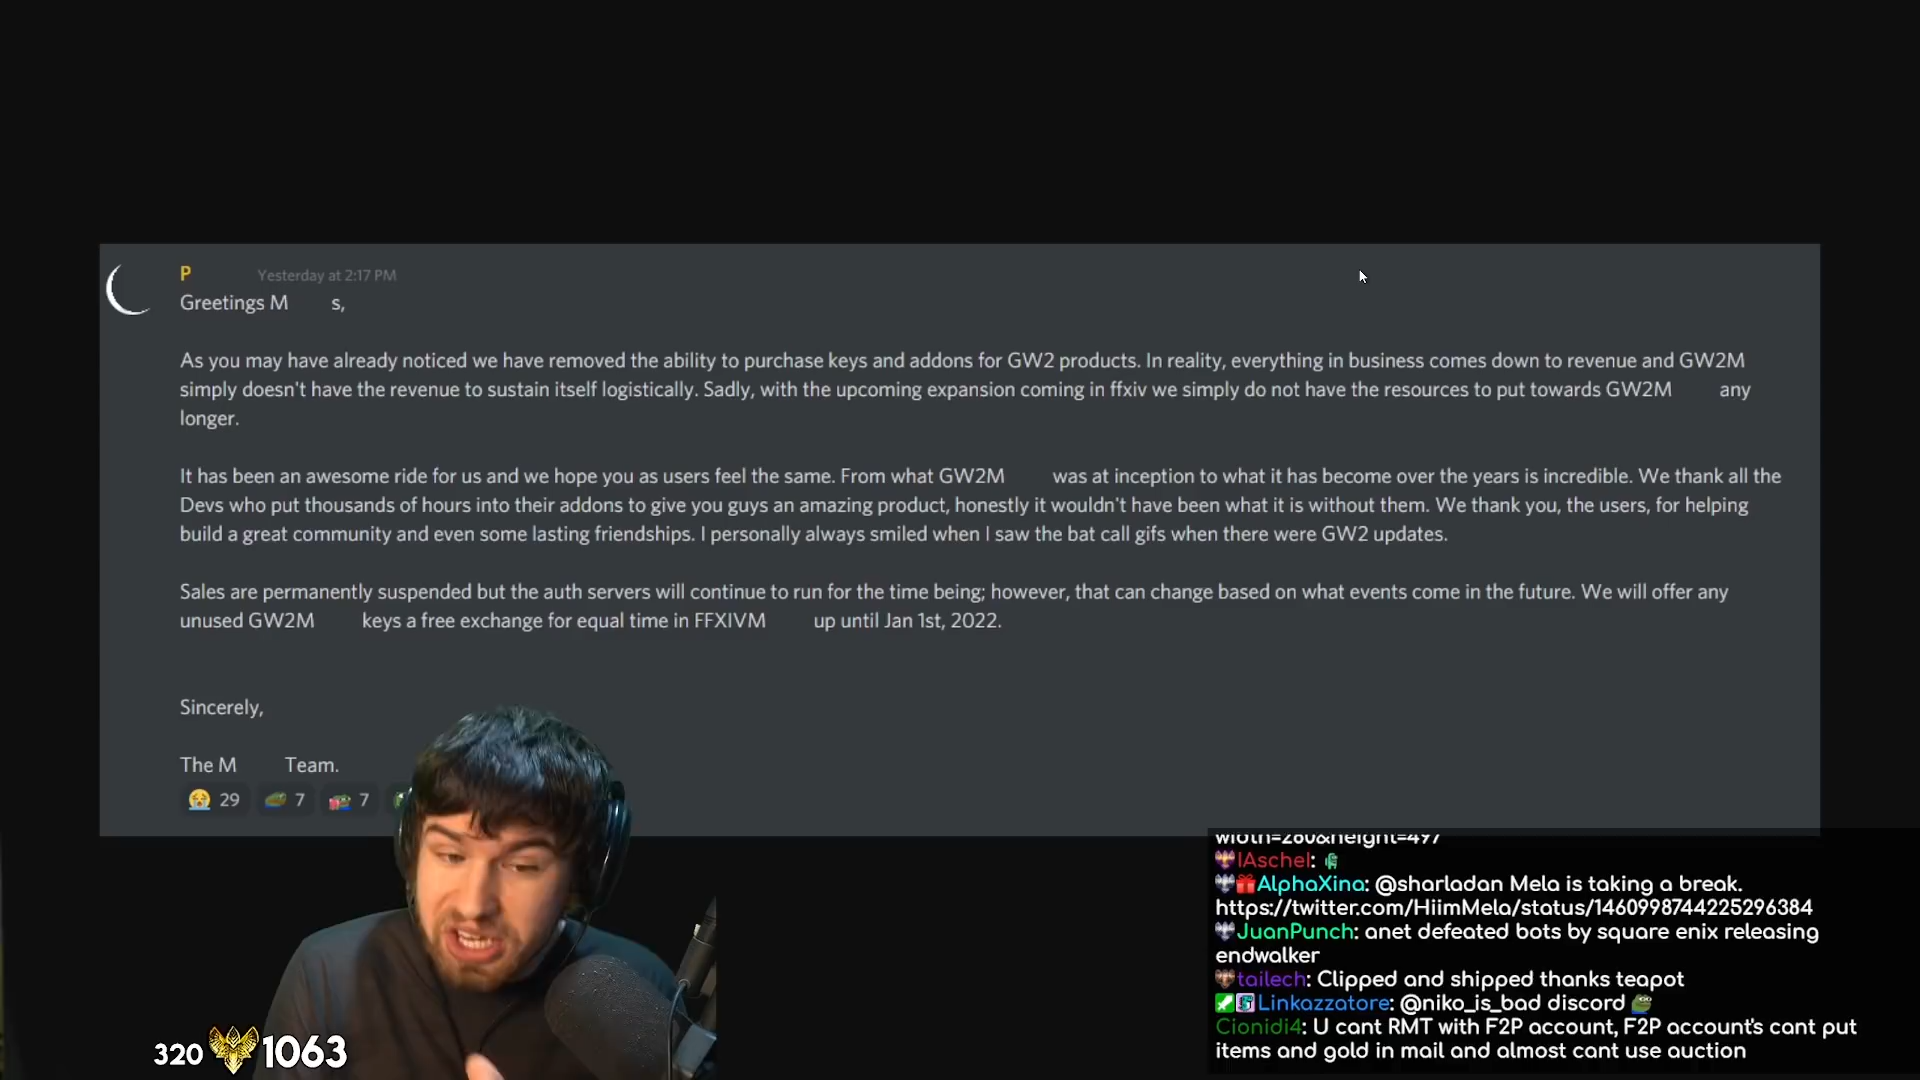 P Yesterday at 2:17 PM
Greetings M s,
As you may have already noticed we have removed the ability to purchase keys and addons for GW2 products. In reality, everything in business comes down to revenue and GW2M
simply doesn't have the revenue to sustain itself logistically. Sadly, with the upcoming expansion coming in ffxiv we simply do not have the resources to put towards GW2M any
longer.
It has been an awesome ride for us and we hope you as users feel the same. From what GW2M was at inception to what it has become over the years is incredible. We thank all the
Devs who put thousands of hours into their addons to give you guys an amazing product, honestly it wouldn't have been what it is without them. We thank you, the users, for helping
build a great community and even some lasting friendships. I personally always smiled when I saw the bat call gifs when there were GW2 updates.
Sales are permanently suspended but the auth servers will continue to run for the time being; however, that can change based on what events come in the future. We will offer any
unused GW2M keys a free exchange for equal time in FFXIVM up until Jan 1st, 2022.
Sincerely,
The M Team.
29 7 7
width=280&height=497
IAschel:
AlphaXina: @sharladan Mela is taking a break.
https://twitter.com/HiimMela/status/1460998744225296384
JuanPunch: anet defeated bots by square enix releasing
endwalker
tailech: Clipped and shipped thanks teapot
Linkazzatore: @niko_is_bad discord
Cionidi4: U cant RMT with F2P account, F2P account's cant put
items and gold in mail and almost cant use auction
320 1063